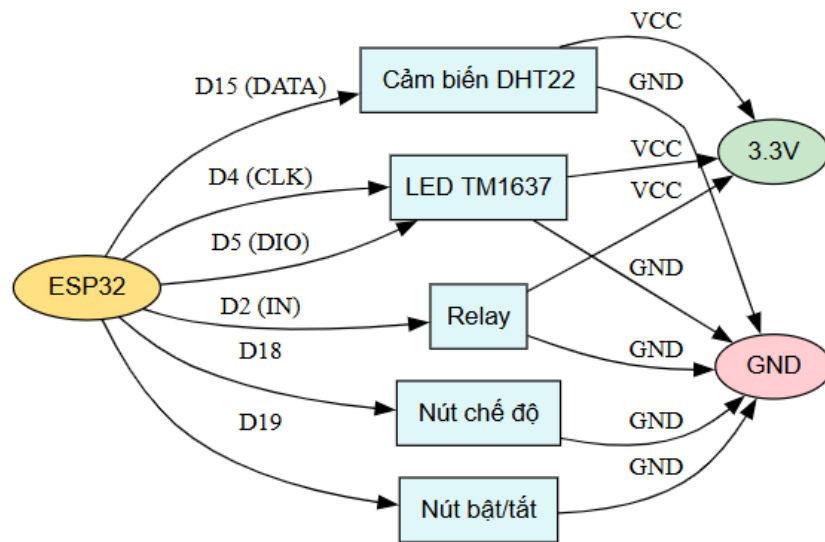 VCC
D15 (DATA)
Cảm biến DHT22
GND
3.3V
D4 (CLK)
LED TM1637
VCC
VCC
D5 (DIO)
GND
ESP32
D2 (IN)
Relay
GND
D18
GND
Nút chế độ
GND
D19
GND
Nút bật/tắt